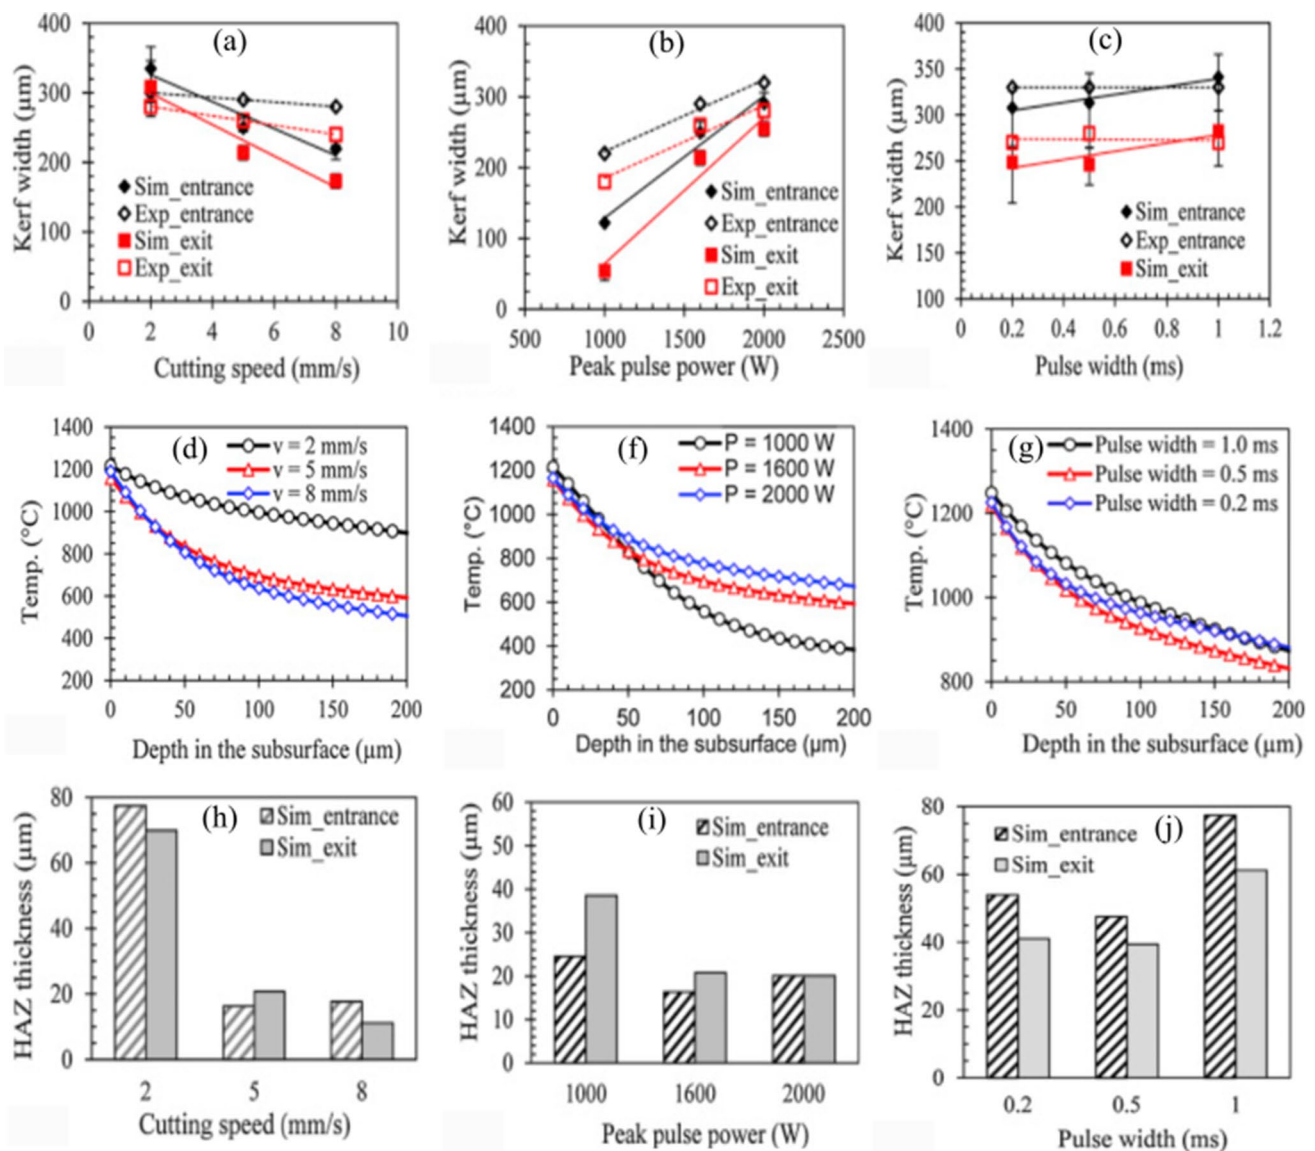 (a)
Kerf width (μm)
400
300
200
100
0
Sim_entrance
Exp_entrance
Sim_exit
Exp_exit
0 2 4 6 8 10
Cutting speed (mm/s)
(b)
Kerf width (μm)
400
300
200
100
0
Sim_entrance
Exp_entrance
Sim_exit
Exp_exit
500 1000 1500 2000 2500
Peak pulse power (W)
(c)
Kerf width (μm)
400
350
300
250
200
150
100
Sim_entrance
Exp_entrance
Sim_exit
0 0.2 0.4 0.6 0.8 1 1.2
Pulse width (ms)
(d)
Temp. (°C)
1400
1200
1000
800
600
400
200
v = 2 mm/s
v = 5 mm/s
v = 8 mm/s
0 50 100 150 200
Depth in the subsurface (μm)
(f)
Temp. (°C)
1400
1200
1000
800
600
400
200
P = 1000 W
P = 1600 W
P = 2000 W
0 50 100 150 200
Depth in the subsurface (μm)
(g)
Temp. (°C)
1400
1200
1000
800
Pulse width = 1.0 ms
Pulse width = 0.5 ms
Pulse width = 0.2 ms
0 50 100 150 200
Depth in the subsurface (μm)
(h)
HAZ thickness (μm)
80
60
40
20
0
Sim_entrance
Sim_exit
2 5 8
Cutting speed (mm/s)
(i)
HAZ thickness (μm)
60
50
40
30
20
10
0
Sim_entrance
Sim_exit
1000 1600 2000
Peak pulse power (W)
(j)
HAZ thickness (μm)
80
60
40
20
0
Sim_entrance
Sim_exit
0.2 0.5 1
Pulse width (ms)